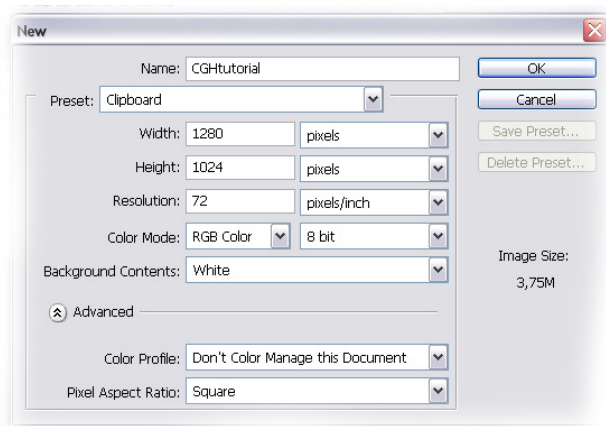 New
Name: CGHtutorial
OK
Preset: Clipboard
Cancel
Width: 1280 pixels
Save Preset...
Height: 1024 pixels
Delete Preset...
Resolution: 72 pixels/inch
Color Mode: RGB Color 8 bit
Image Size:
Background Contents: White
3,75M
Advanced
Color Profile: Don't Color Manage this Document
Pixel Aspect Ratio: Square